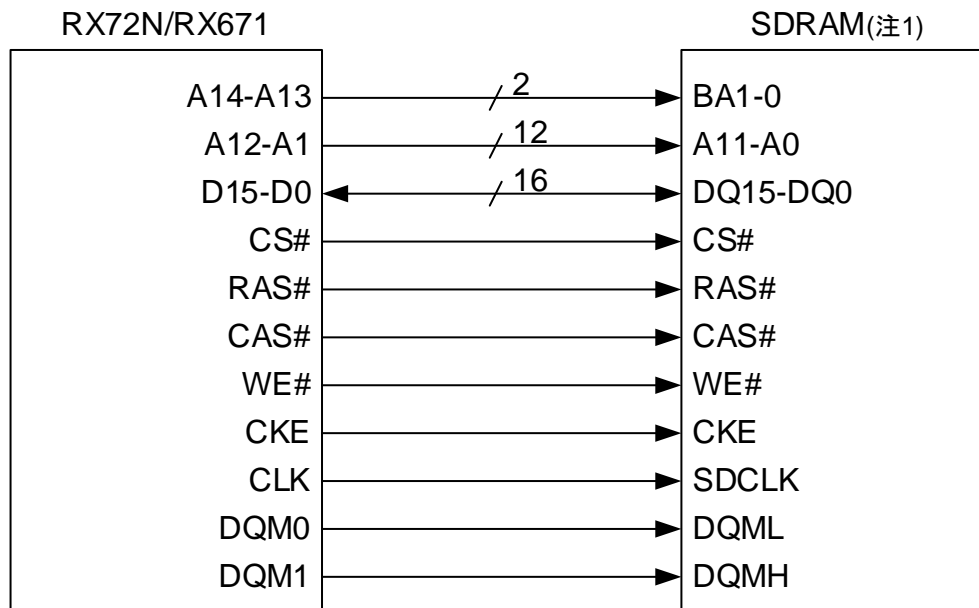 RX72N/RX671 SDRAM(注1)
A14-A13 2 BA1-0
A12-A1 12 A11-A0
D15-D0 16 DQ15-DQ0
CS# CS#
RAS# RAS#
CAS# CAS#
WE# WE#
CKE CKE
CLK SDCLK
DQM0 DQML
DQM1 DQMH